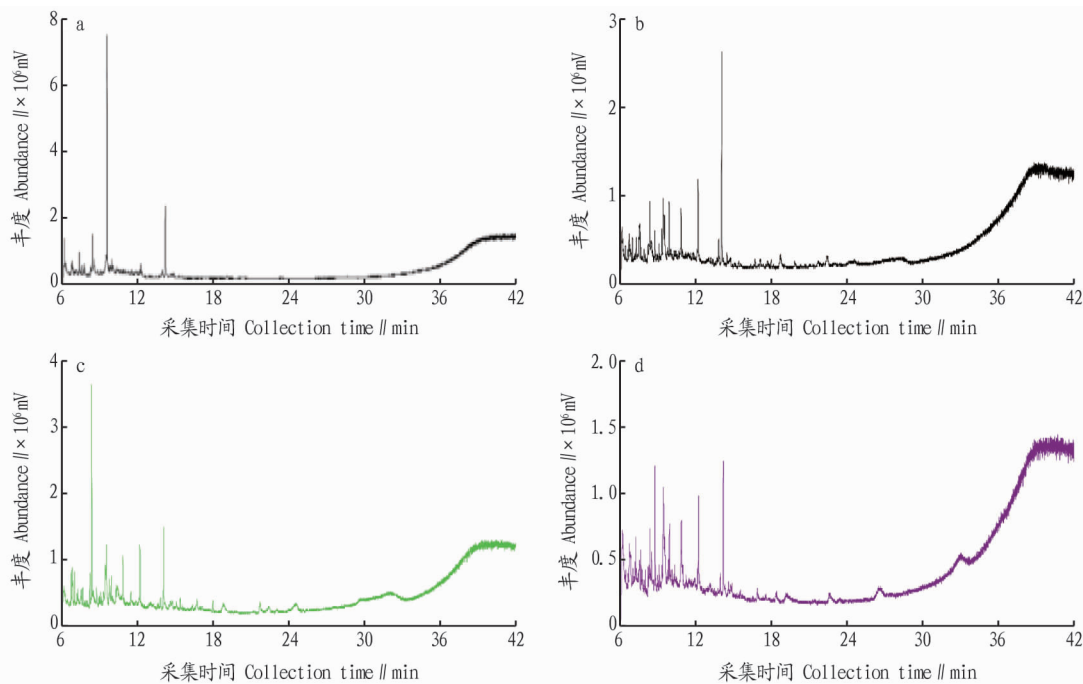 a
8
6
4
2
0
丰度 Abundance∥×10⁶mV
6 12 18 24 30 36 42
采集时间 Collection time∥min
b
3
2
1
0
丰度 Abundance∥×10⁶mV
6 12 18 24 30 36 42
采集时间 Collection time∥min
c
4
3
2
1
0
丰度 Abundance∥×10⁶mV
6 12 18 24 30 36 42
采集时间 Collection time∥min
d
2.0
1.5
1.0
0.5
0
丰度 Abundance∥×10⁶mV
6 12 18 24 30 36 42
采集时间 Collection time∥min